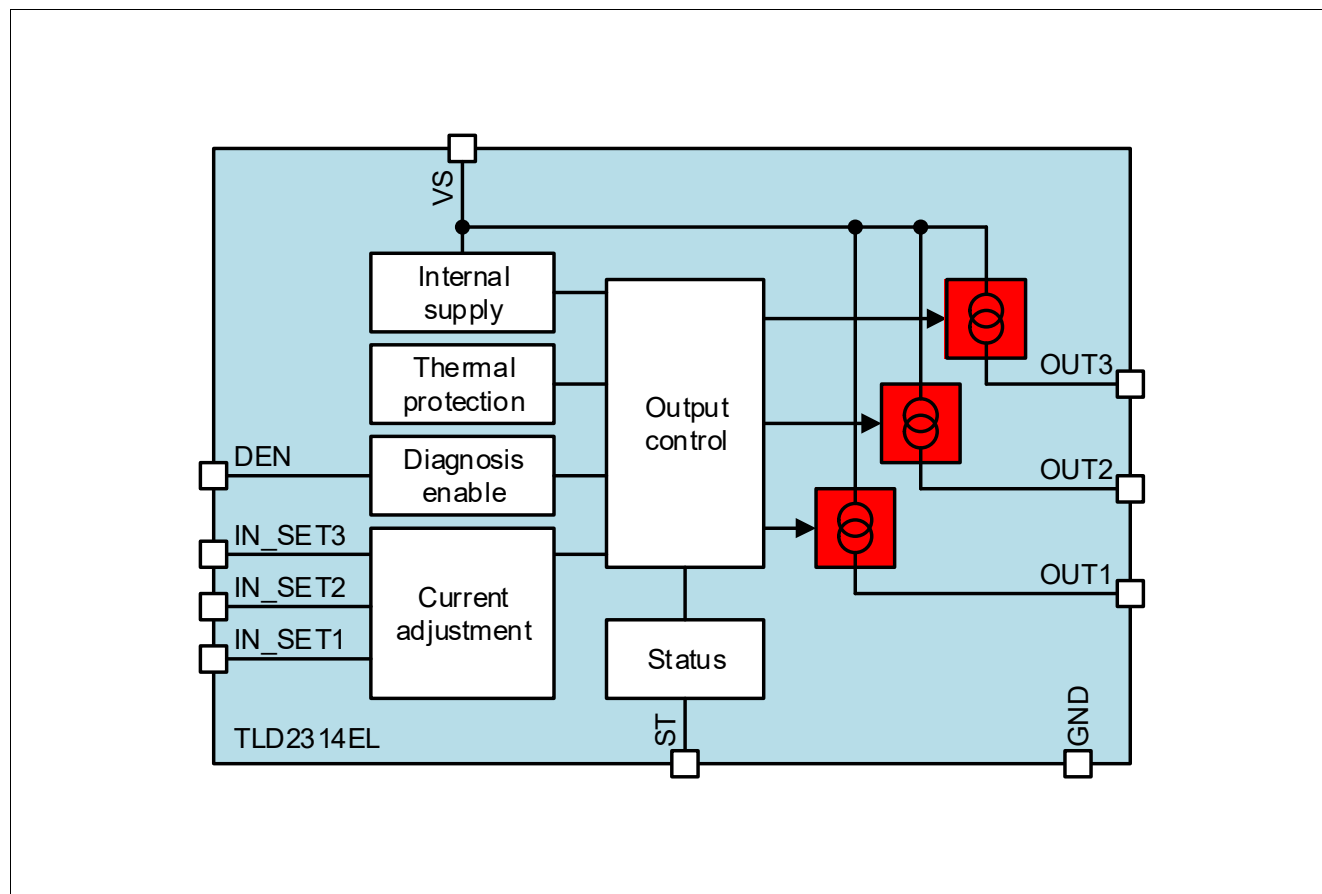 VS
Internal
supply
Thermal
protection
Output
control
OUT3
DEN
Diagnosis
enable
OUT2
IN_SET3
IN_SET2
IN_SET1
Current
adjustment
OUT1
Status
TLD2314EL
ST
GND